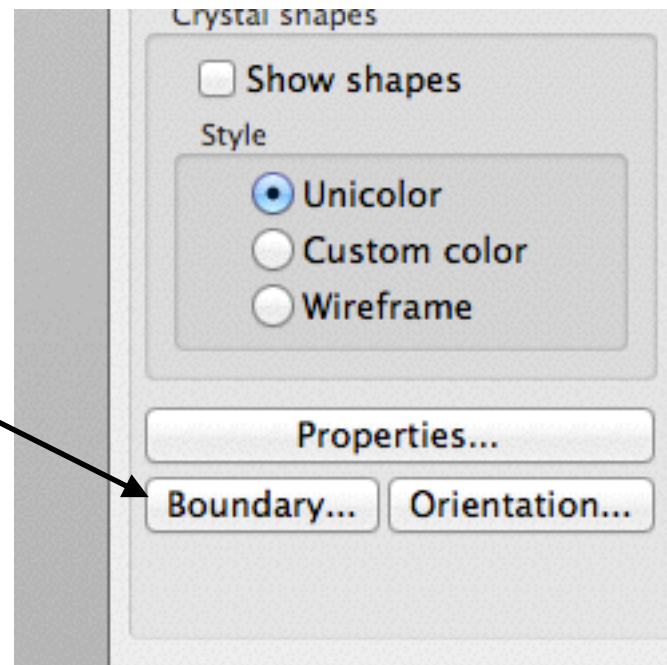 Crystal shapes
Show shapes
Style
Unicolor
Custom color
Wireframe
Properties...
Boundary... Orientation...